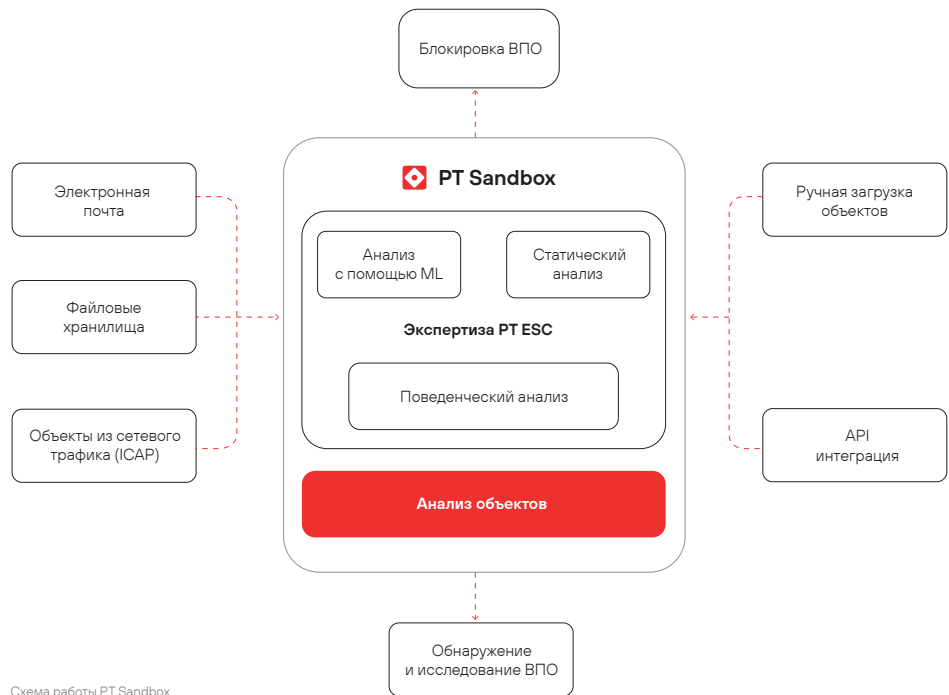 Блокировка ВПО
PT Sandbox
Электронная
почта
Файловые
хранилища
Объекты из сетевого
трафика (ICAP)
Анализ
с помощью ML
Статический
анализ
Экспертиза PT ESC
Поведенческий анализ
Анализ объектов
Ручная загрузка
объектов
API
интеграция
Обнаружение
и исследование ВПО
Схема работы PT Sandbox